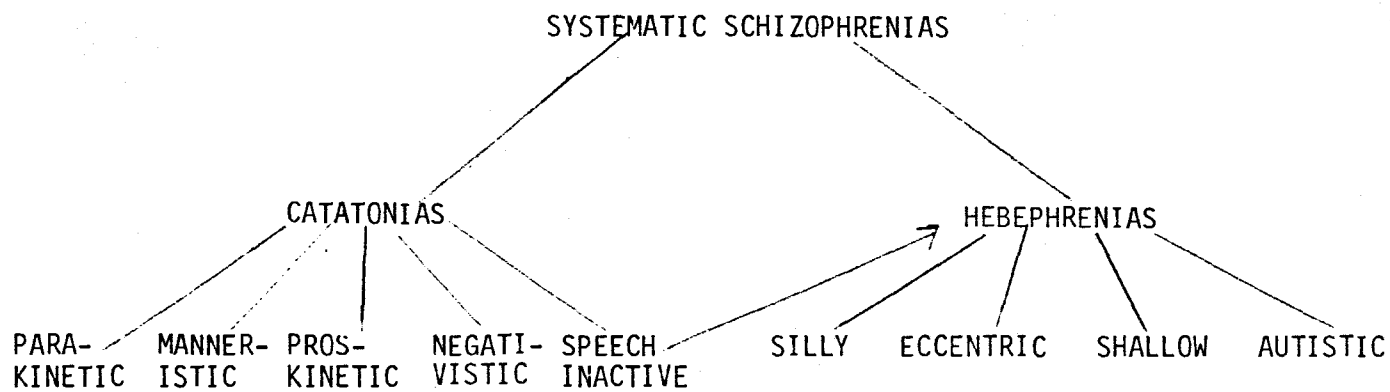 SYSTEMATIC SCHIZOPHRENIAS
CATATONIAS
HEBEPHRENIAS
PARA-
KINETIC
MANNER-
ISTIC
PROS-
KINETIC
NEGATI-
VISTIC
SPEECH
INACTIVE
SILLY
ECCENTRIC
SHALLOW
AUTISTIC